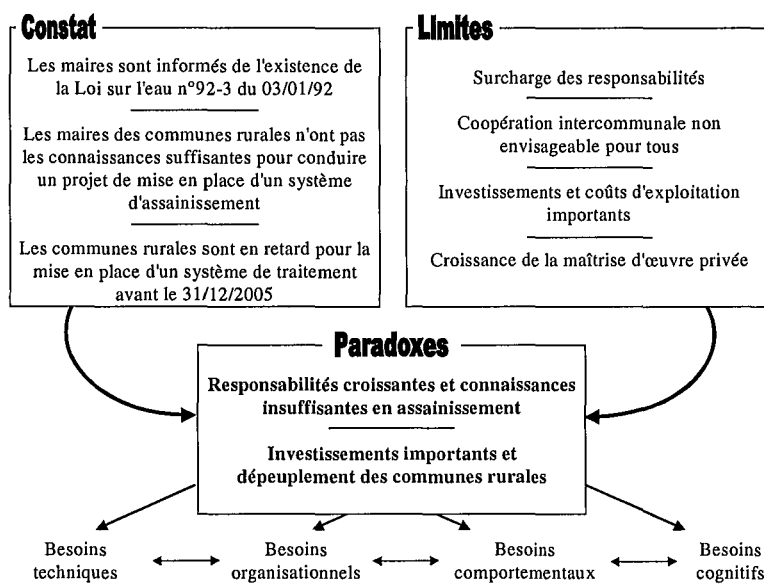 Constat
Les maires sont informés de l'existence de
la Loi sur l'eau n°92-3 du 03/01/92
Les maires des communes rurales n'ont pas
les connaissances suffisantes pour conduire
un projet de mise en place d'un système
d'assainissement
Les communes rurales sont en retard pour la
mise en place d'un système de traitement
avant le 31/12/2005
Limites
Surcharge des responsabilités
Coopération intercommunale non
envisageable pour tous
Investissements et coûts d'exploitation
importants
Croissance de la maîtrise d'œuvre privée
Paradoxes
Responsabilités croissantes et connaissances
insuffisantes en assainissement
Investissements importants et
dépeuplement des communes rurales
Besoins
techniques
Besoins
organisationnels
Besoins
comportementaux
Besoins
cognitifs